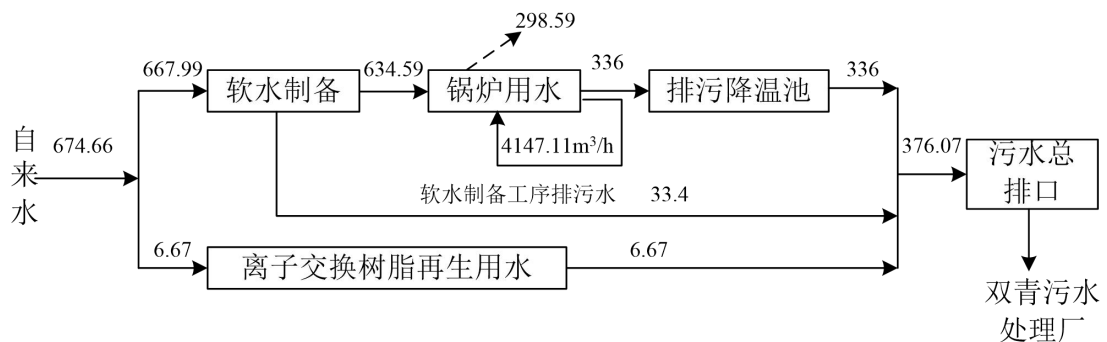 298.59
667.99
软水制备
634.59
锅炉用水
336
排污降温池
336
4147.11m³/h
自来水
674.66
376.07
污水总
排口
软水制备工序排污水 33.4
6.67
离子交换树脂再生用水
6.67
双青污水
处理厂